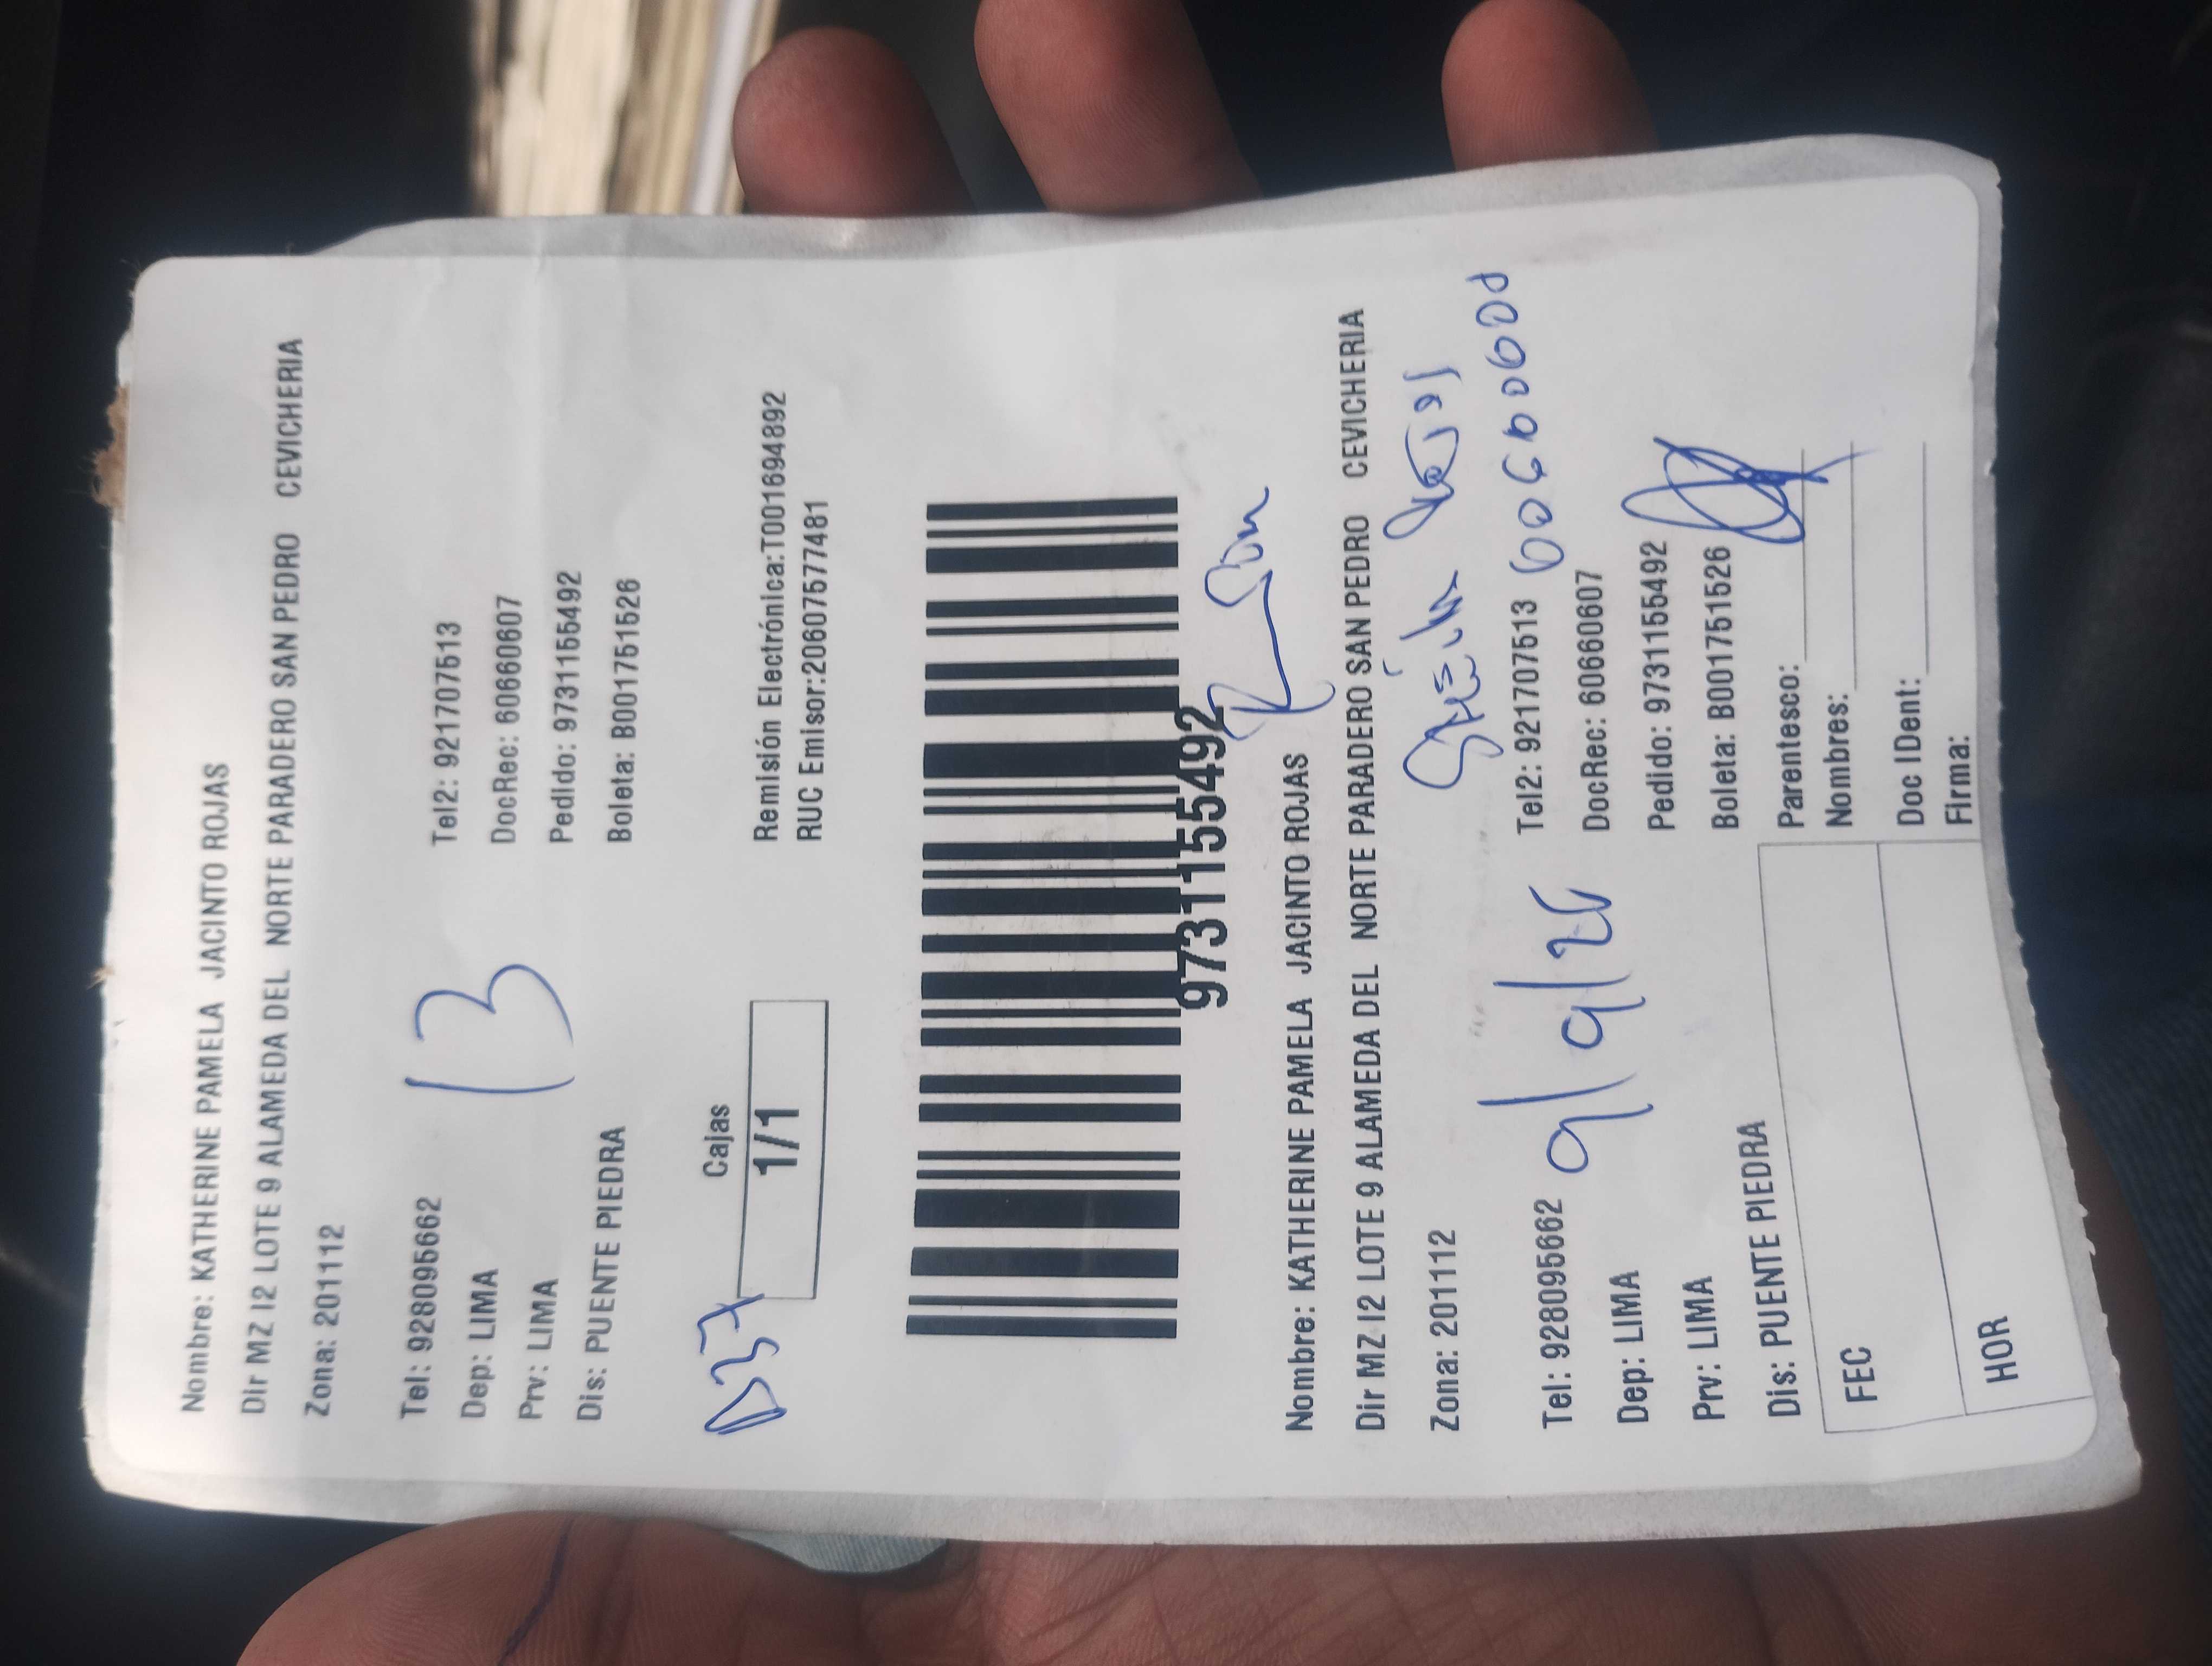 Nombre: KATHERINE PAMELA JACINTO ROJAS
Dir MZ I2 LOTE 9 ALAMEDA DEL NORTE PARADERO SAN PEDRO CEVICHERIA
Zona: 201112
Tel: 928095662 Tel2: 921707513
Dep: LIMA DocRec: 60660607
Prv: LIMA Pedido: 9731155492
Dis: PUENTE PIEDRA Boleta: B001751526
13
Cajas
1/1
D37
Remisión Electrónica:T001694892
RUC Emisor:20607577481
9731155492
Nombre: KATHERINE PAMELA JACINTO ROJAS
Dir MZ I2 LOTE 9 ALAMEDA DEL NORTE PARADERO SAN PEDRO CEVICHERIA
Zona: 201112
Tel: 928095662 Tel2: 921707513
Dep: LIMA DocRec: 60660607
Prv: LIMA Pedido: 9731155492
Dis: PUENTE PIEDRA Boleta: B001751526
FEC Parentesco:
Nombres:
HOR Doc IDent:
Firma: